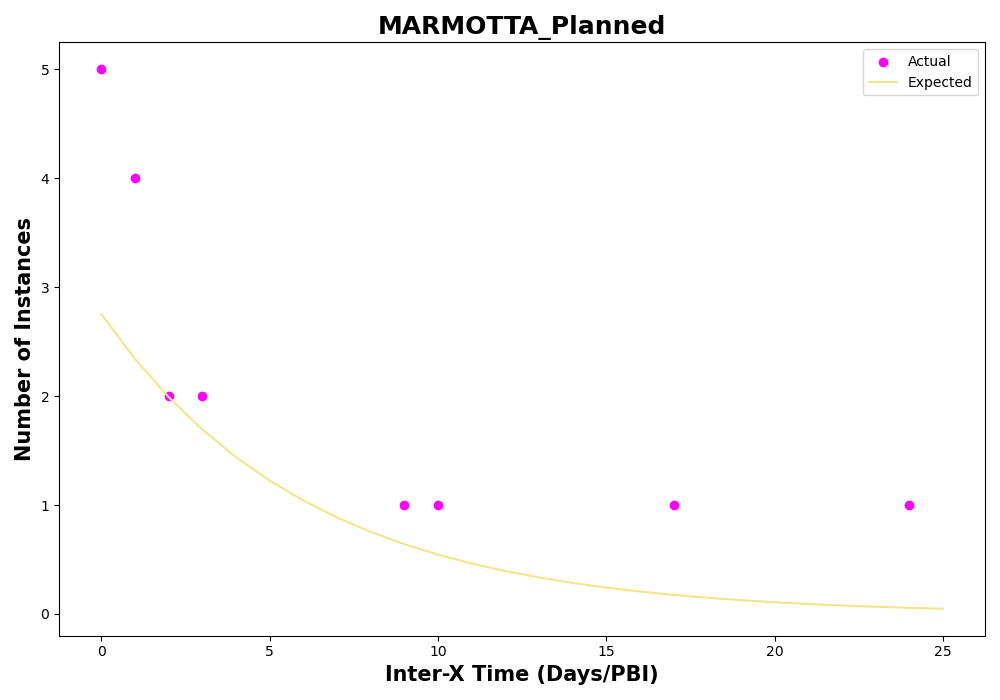 MARMOTTA_Planned
Actual
Expected
Number of Instances
5
4
3
2
1
0
0 5 10 15 20 25
Inter-X Time (Days/PBI)